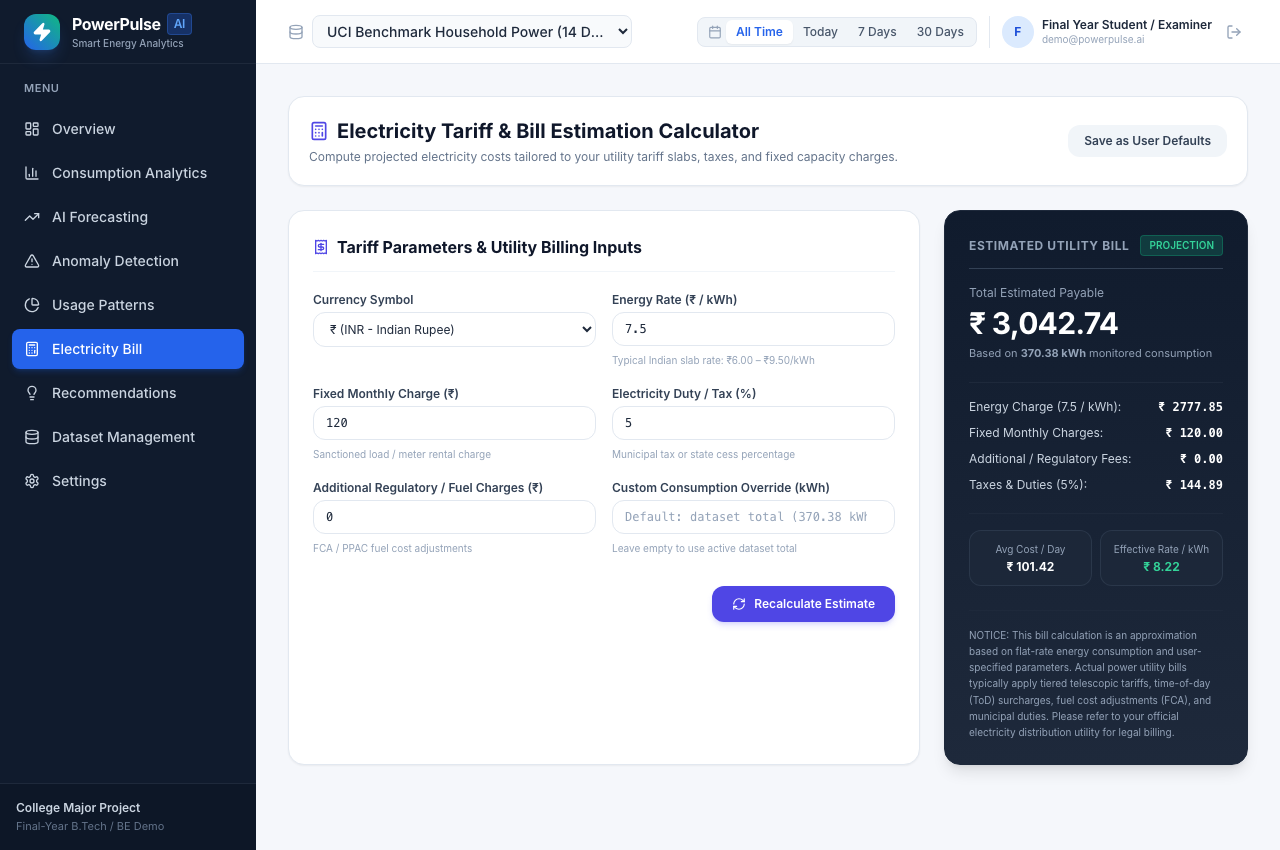 PowerPulse AI
Smart Energy Analytics
MENU
Overview
Consumption Analytics
AI Forecasting
Anomaly Detection
Usage Patterns
Electricity Bill
Recommendations
Dataset Management
Settings
College Major Project
Final-Year B.Tech / BE Demo
UCI Benchmark Household Power (14 D...
All Time Today 7 Days 30 Days
F
Final Year Student / Examiner
demo@powerpulse.ai
Electricity Tariff & Bill Estimation Calculator
Compute projected electricity costs tailored to your utility tariff slabs, taxes, and fixed capacity charges.
Save as User Defaults
Tariff Parameters & Utility Billing Inputs
Currency Symbol
₹ (INR - Indian Rupee)
Energy Rate (₹ / kWh)
7.5
Typical Indian slab rate: ₹6.00 – ₹9.50/kWh
Fixed Monthly Charge (₹)
120
Sanctioned load / meter rental charge
Electricity Duty / Tax (%)
5
Municipal tax or state cess percentage
Additional Regulatory / Fuel Charges (₹)
0
FCA / PPAC fuel cost adjustments
Custom Consumption Override (kWh)
Default: dataset total (370.38 kWh
Leave empty to use active dataset total
Recalculate Estimate
ESTIMATED UTILITY BILL PROJECTION
Total Estimated Payable
₹ 3,042.74
Based on 370.38 kWh monitored consumption
Energy Charge (7.5 / kWh): ₹ 2777.85
Fixed Monthly Charges: ₹ 120.00
Additional / Regulatory Fees: ₹ 0.00
Taxes & Duties (5%): ₹ 144.89
Avg Cost / Day
₹ 101.42
Effective Rate / kWh
₹ 8.22
NOTICE: This bill calculation is an approximation
based on flat-rate energy consumption and user-
specified parameters. Actual power utility bills
typically apply tiered telescopic tariffs, time-of-day
(ToD) surcharges, fuel cost adjustments (FCA), and
municipal duties. Please refer to your official
electricity distribution utility for legal billing.